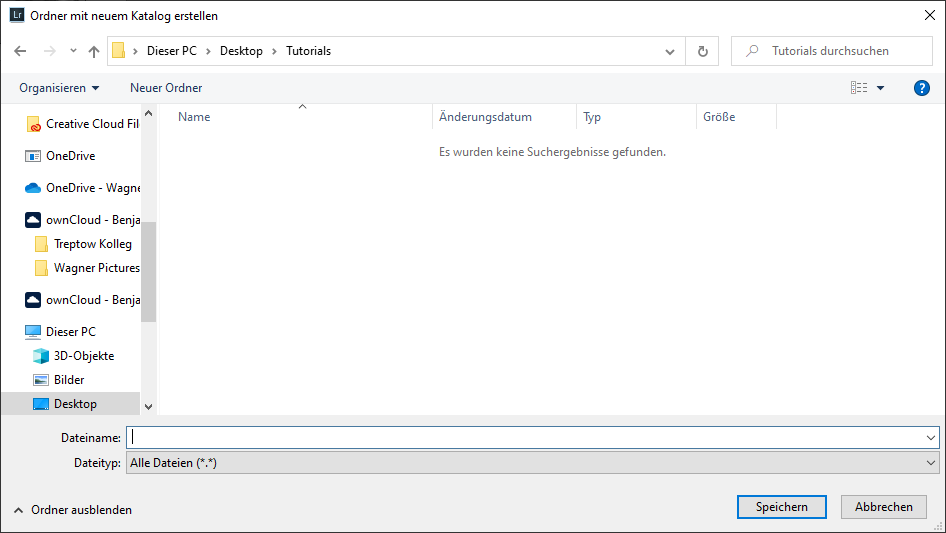 Lr Ordner mit neuem Katalog erstellen
Dieser PC Desktop Tutorials
Tutorials durchsuchen
Organisieren Neuer Ordner
?
Name Änderungsdatum Typ Größe
Es wurden keine Suchergebnisse gefunden.
Creative Cloud Fil
OneDrive
OneDrive - Wagne
ownCloud - Benja
Treptow Kolleg
Wagner Pictures
ownCloud - Benja
Dieser PC
3D-Objekte
Bilder
Desktop
Dateiname:
Dateityp: Alle Dateien (*.*)
Ordner ausblenden
Speichern Abbrechen